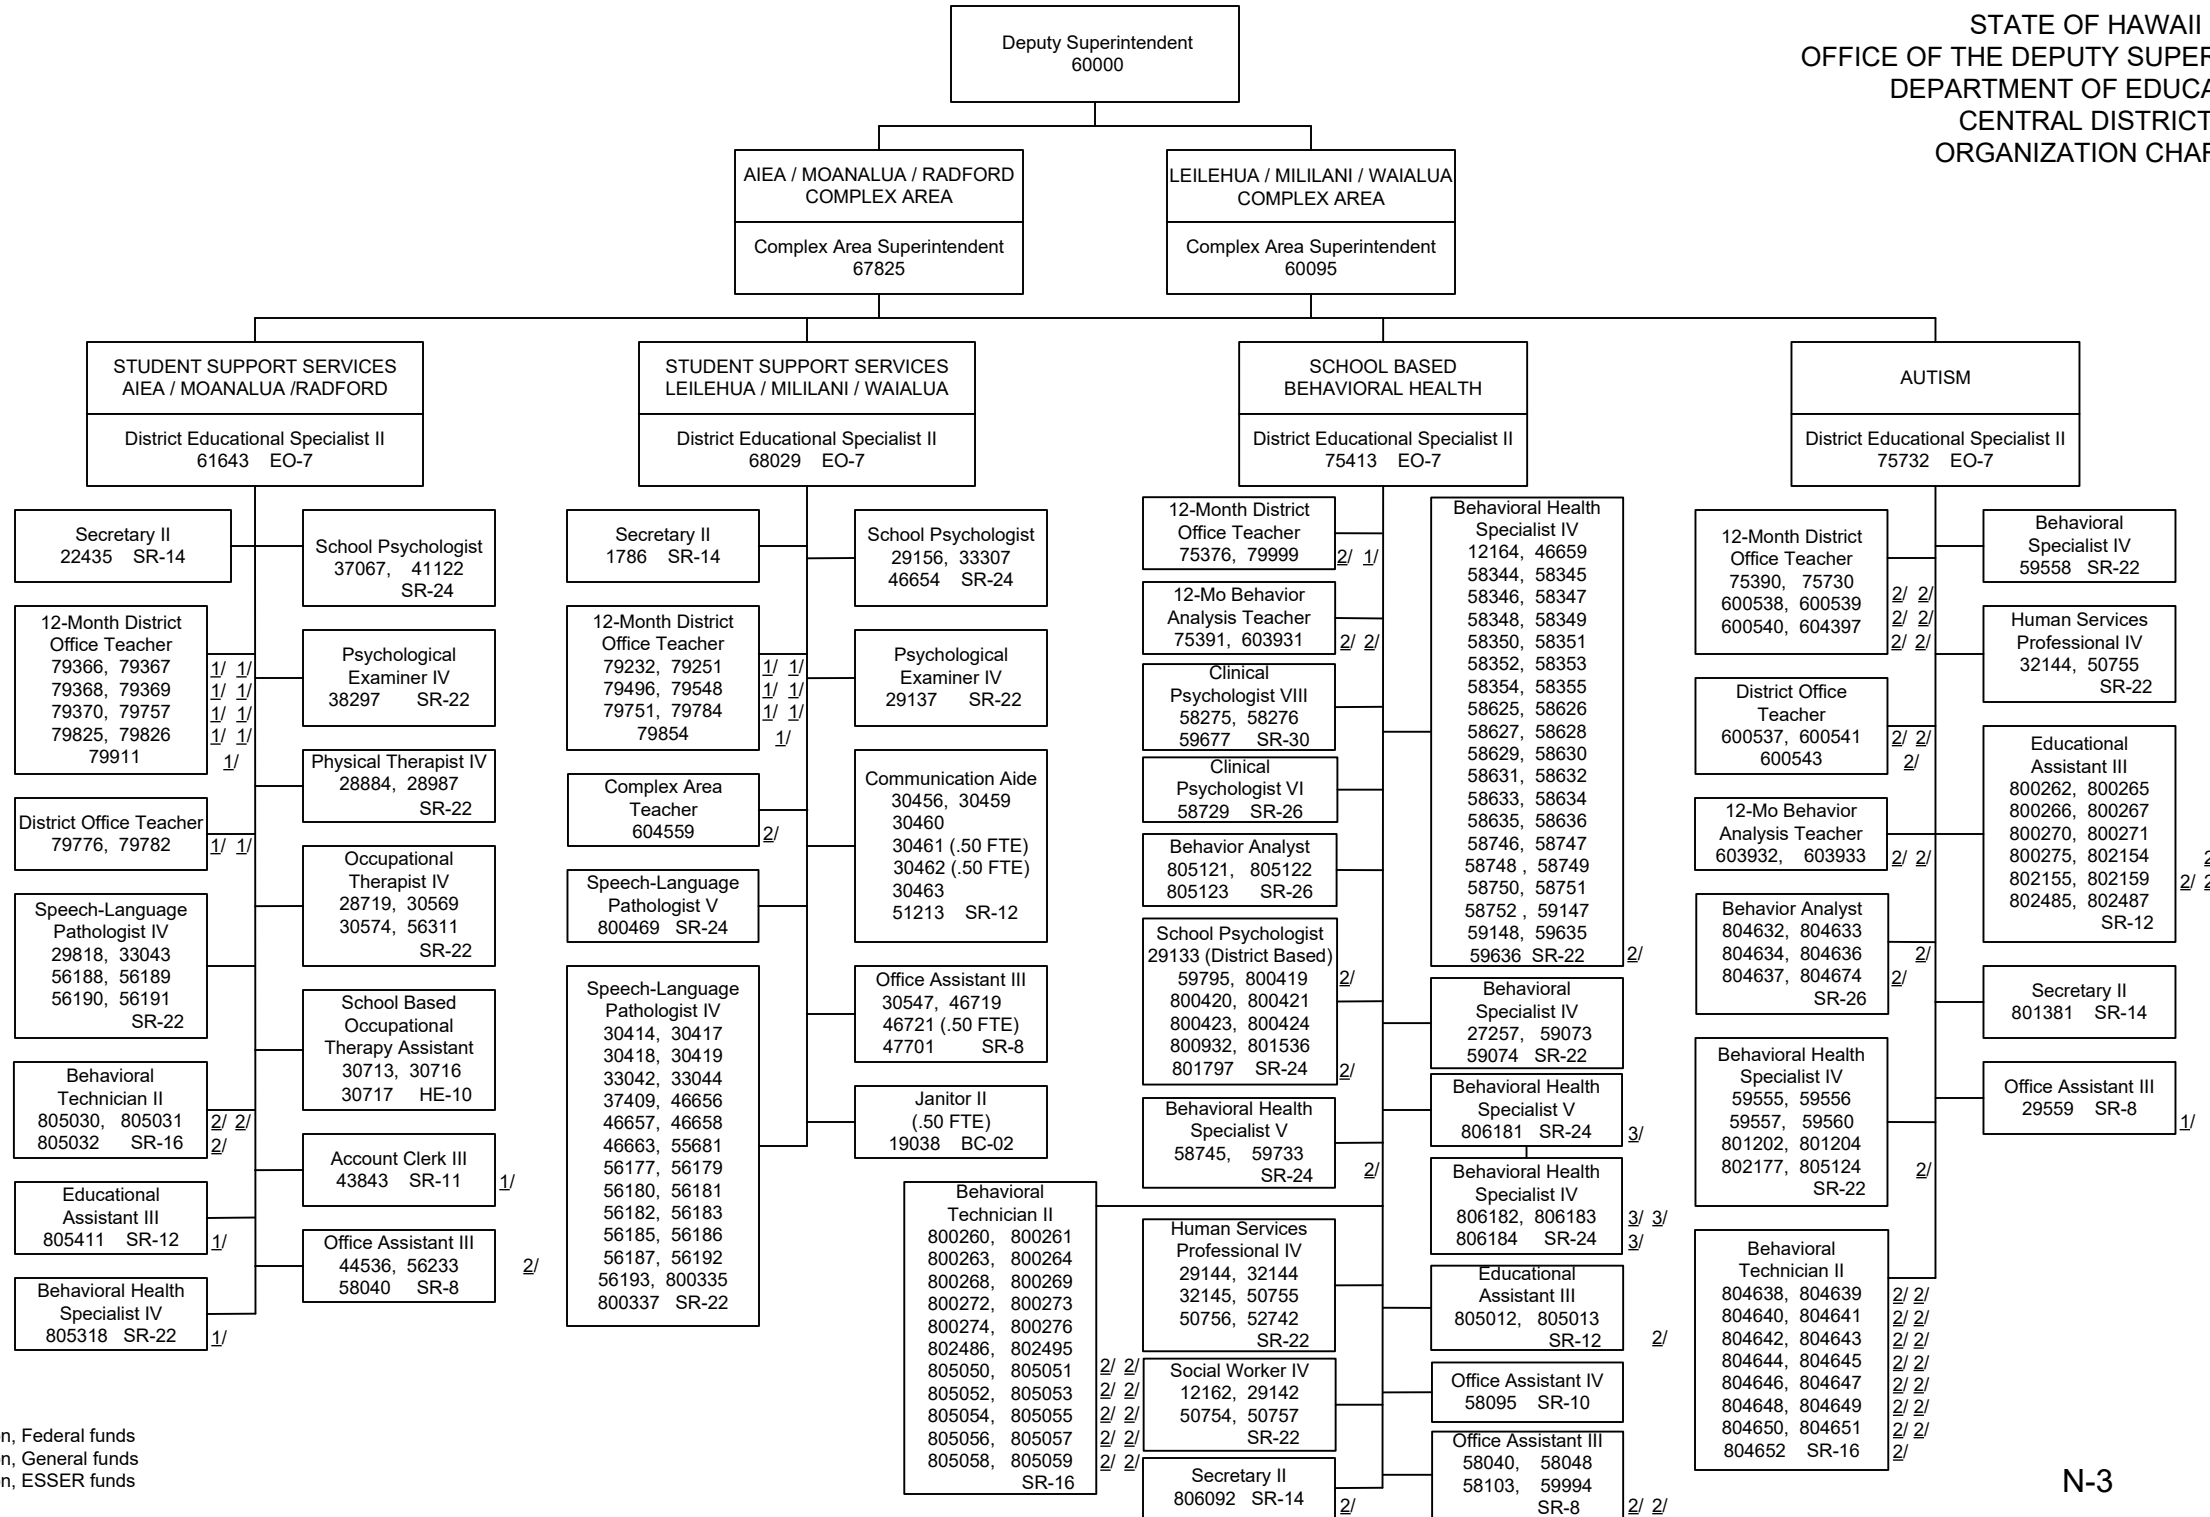 STATE OF HAWAII
OFFICE OF THE DEPUTY
DEPARTMENT OF
CENTRAL DISTRICT
ORGANIZATION
Deputy Superintendent
60000
AIEA / MOANALUA / RADFORD
COMPLEX AREA
Complex Area Superintendent
67825
LEILEHUA / MILILANI / WAIALUA
COMPLEX AREA
Complex Area Superintendent
60095
STUDENT SUPPORT SERVICES
AIEA / MOANALUA /RADFORD
District Educational Specialist II
61643 EO-7
Secretary II
22435 SR-14
12-Month District
Office Teacher
79366, 79367 1/ 1/
79368, 79369 1/ 1/
79370, 79757 1/ 1/
79825, 79826 1/ 1/
79911 1/
District Office Teacher
79776, 79782 1/ 1/
Speech-Language
Pathologist IV
29818, 33043
56188, 56189
56190, 56191
SR-22
Behavioral
Technician II
805030, 805031 2/ 2/
805032 SR-16 2/
Educational
Assistant III
805411 SR-12 1/
Behavioral Health
Specialist IV
805318 SR-22 1/
School Psychologist
37067, 41122
SR-24
Psychological
Examiner IV
38297 SR-22
Physical Therapist IV
28884, 28987
SR-22
Occupational
Therapist IV
28719, 30569
30574, 56311
SR-22
School Based
Occupational
Therapy Assistant
30713, 30716
30717 HE-10
Account Clerk III
43843 SR-11 1/
Office Assistant III
44536, 56233 2/
58040 SR-8
STUDENT SUPPORT SERVICES
LEILEHUA / MILILANI / WAIALUA
District Educational Specialist II
68029 EO-7
Secretary II
1786 SR-14
12-Month District
Office Teacher
79232, 79251 1/ 1/
79496, 79548 1/ 1/
79751, 79784 1/ 1/
79854 1/
Complex Area
Teacher
604559 2/
Speech-Language
Pathologist V
800469 SR-24
Speech-Language
Pathologist IV
30414, 30417
30418, 30419
33042, 33044
37409, 46656
46657, 46658
46663, 55681
56177, 56179
56180, 56181
56182, 56183
56185, 56186
56187, 56192
56193, 800335
800337 SR-22
School Psychologist
29156, 33307
46654 SR-24
Psychological
Examiner IV
29137 SR-22
Communication Aide
30456, 30459
30460
30461 (.50 FTE)
30462 (.50 FTE)
30463
51213 SR-12
Office Assistant III
30547, 46719
46721 (.50 FTE)
47701 SR-8
Janitor II
(.50 FTE)
19038 BC-02
SCHOOL BASED
BEHAVIORAL HEALTH
District Educational Specialist II
75413 EO-7
12-Month District
Office Teacher
75376, 79999 2/ 1/
12-Mo Behavior
Analysis Teacher
75391, 603931 2/ 2/
Clinical
Psychologist VIII
58275, 58276
59677 SR-30
Clinical
Psychologist VI
58729 SR-26
Behavior Analyst
805121, 805122
805123 SR-26
School Psychologist
29133 (District Based)
59795, 800419 2/
800420, 800421
800423, 800424
800932, 801536
801797 SR-24 2/
Behavioral Health
Specialist V
58745, 59733
SR-24 2/
Behavioral
Technician II
800260, 800261
800263, 800264
800268, 800269
800272, 800273
800274, 800276
802486, 802495
805050, 805051 2/ 2/
805052, 805053 2/ 2/
805054, 805055 2/ 2/
805056, 805057 2/ 2/
805058, 805059 2/ 2/
SR-16
Human Services
Professional IV
29144, 32144
32145, 50755
50756, 52742
SR-22
Social Worker IV
12162, 29142
50754, 50757
SR-22
Secretary II
806092 SR-14 2/
Behavioral Health
Specialist IV
12164, 46659
58344, 58345
58346, 58347
58348, 58349
58350, 58351
58352, 58353
58354, 58355
58625, 58626
58627, 58628
58629, 58630
58631, 58632
58633, 58634
58635, 58636
58746, 58747
58748 , 58749
58750, 58751
58752 , 59147
59148, 59635
59636 SR-22 2/
Behavioral
Specialist IV
27257, 59073
59074 SR-22
Behavioral Health
Specialist V
806181 SR-24 3/
Behavioral Health
Specialist IV
806182, 806183 3/ 3/
806184 SR-24 3/
Educational
Assistant III
805012, 805013
SR-12 2/
Office Assistant IV
58095 SR-10
Office Assistant III
58040, 58048
58103, 59994
SR-8 2/ 2/
AUTISM
District Educational Specialist II
75732 EO-7
12-Month District
Office Teacher
75390, 75730 2/ 2/
600538, 600539 2/ 2/
600540, 604397 2/ 2/
District Office
Teacher
600537, 600541 2/ 2/
600543 2/
12-Mo Behavior
Analysis Teacher
603932, 603933 2/ 2/
Behavior Analyst
804632, 804633
804634, 804636 2/
804637, 804674 2/
SR-26
Behavioral Health
Specialist IV
59555, 59556
59557, 59560
801202, 801204
802177, 805124 2/
SR-22
Behavioral
Technician II
804638, 804639 2/ 2/
804640, 804641 2/ 2/
804642, 804643 2/ 2/
804644, 804645 2/ 2/
804646, 804647 2/ 2/
804648, 804649 2/ 2/
804650, 804651 2/ 2/
804652 SR-16 2/
Behavioral
Specialist IV
59558 SR-22
Human Services
Professional IV
32144, 50755
SR-22
Educational
Assistant III
800262, 800265
800266, 800267
800270, 800271
800275, 802154
802155, 802159 2/
802485, 802487
SR-12
Secretary II
801381 SR-14
Office Assistant III
29559 SR-8 1/
n, Federal funds
n, General funds
n, ESSER funds
N-3